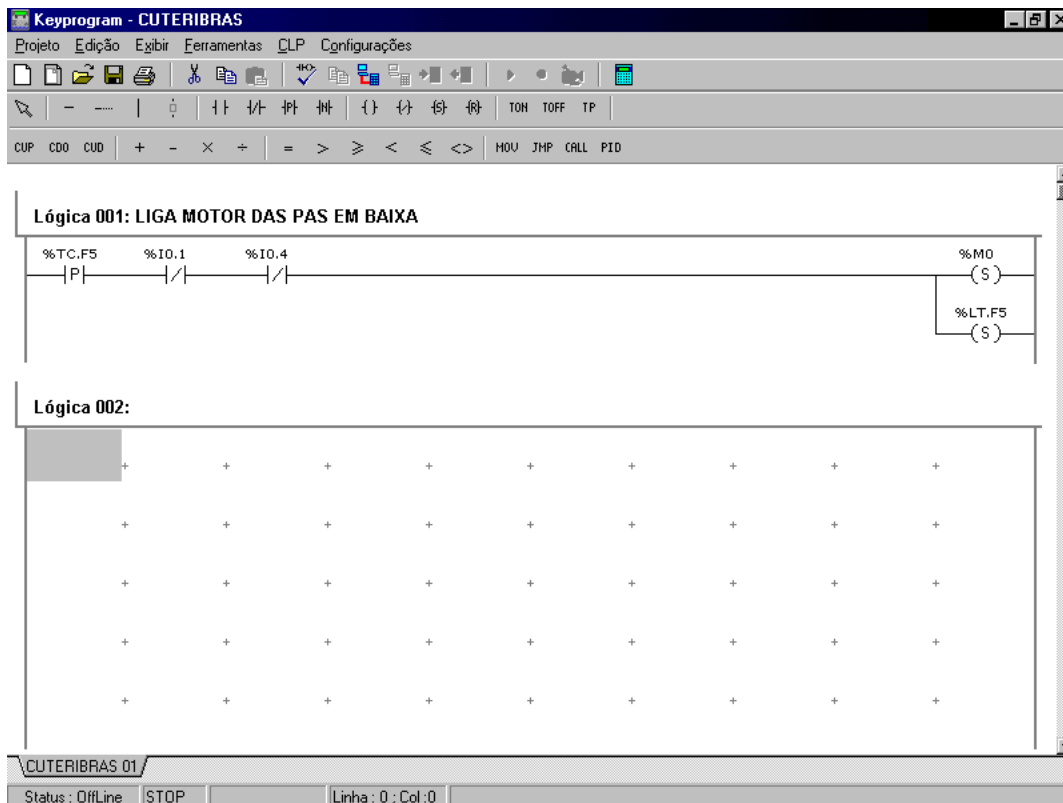 Keyprogram - CUTERIBRAS
Projeto Edição Exibir Ferramentas CLP Configurações
P N S R TON TOFF TP
CUP CDO CUD + - × ÷ = > ≥ < ≤ <> MOV JMP CALL PID
Lógica 001: LIGA MOTOR DAS PAS EM BAIXA
%TC.F5 %I0.1 %I0.4 %M0
P S
%LT.F5
S
Lógica 002:
CUTERIBRAS 01
Status : OffLine STOP Linha : 0 : Col :0